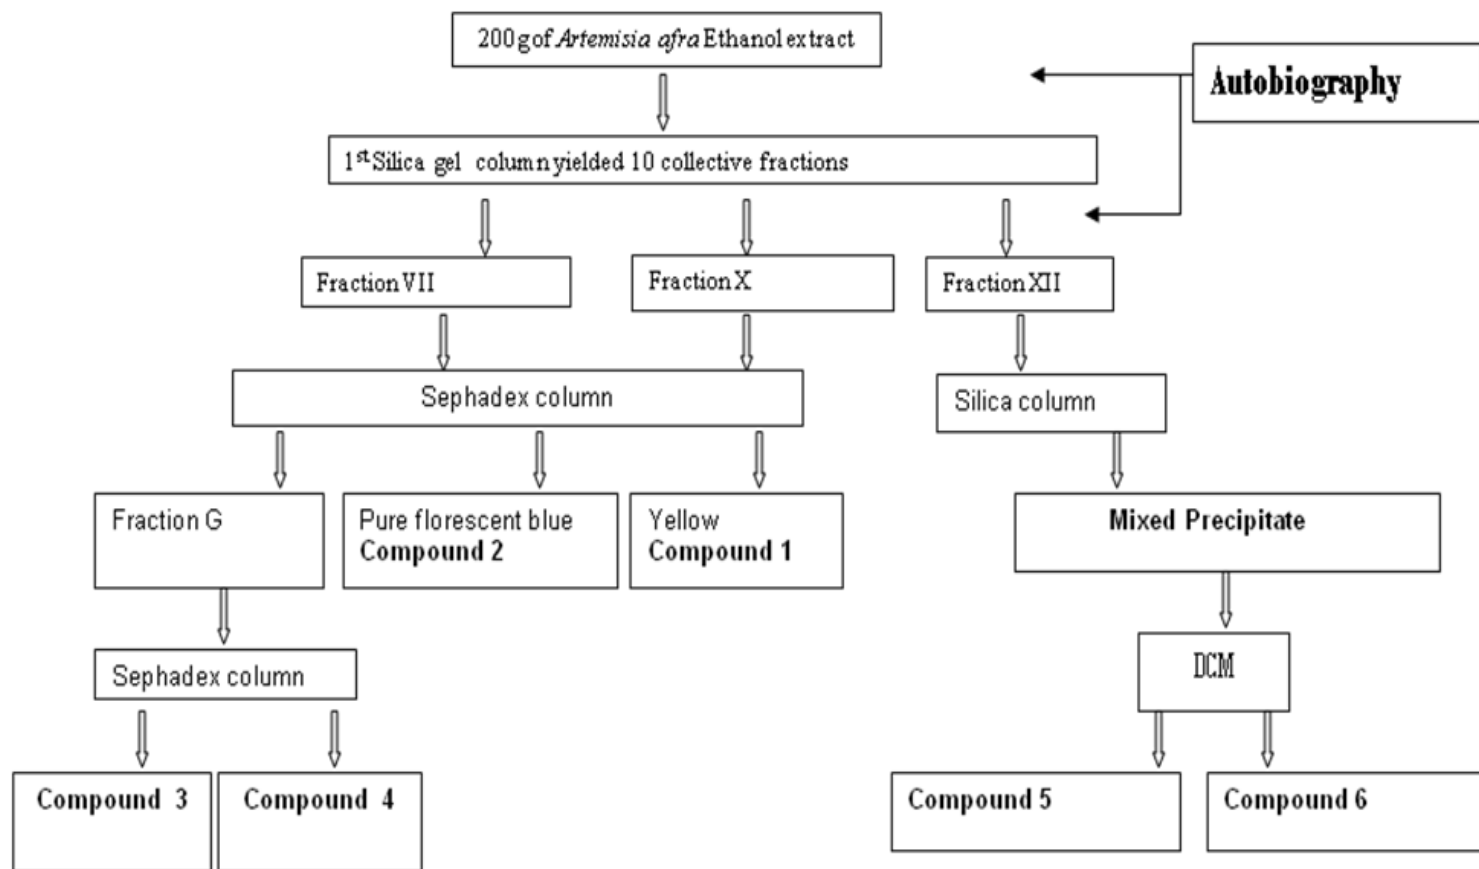 200 g of Artemisia afra Ethanol extract
Autobiography
1st Silica gel column yielded 10 collective fractions
Fraction VII
Fraction X
Fraction XII
Sephadex column
Silica column
Fraction G
Pure florescent blue
Compound 2
Yellow
Compound 1
Mixed Precipitate
Sephadex column
DCM
Compound 3
Compound 4
Compound 5
Compound 6